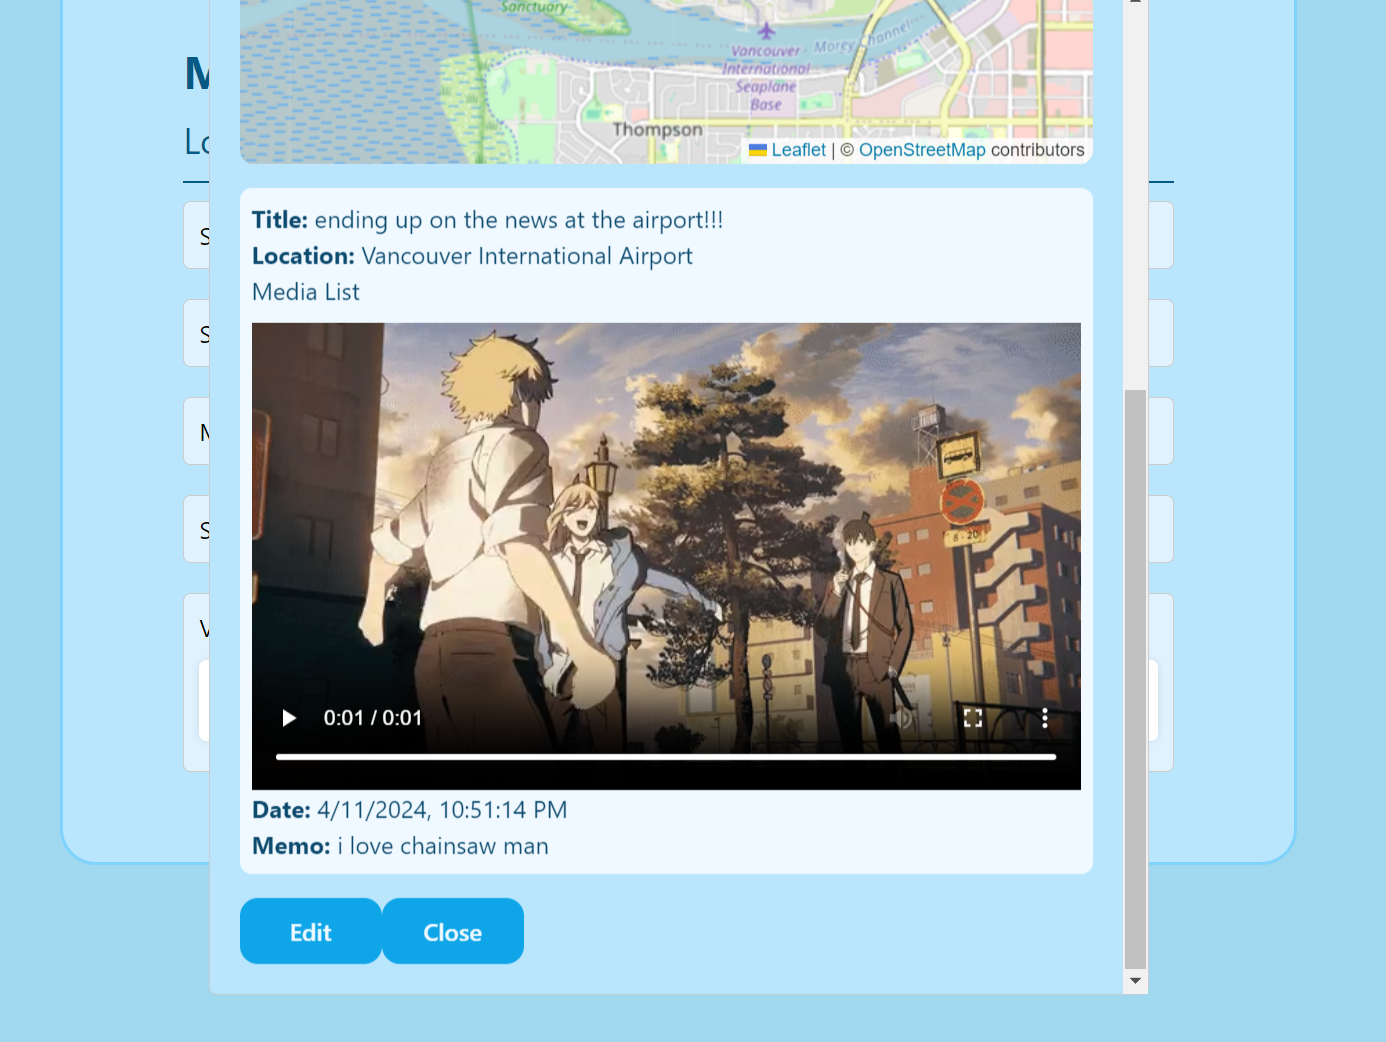 Sanctuary
Vancouver
International
Seaplane
Base
Morey Channel
Thompson
Leaflet | © OpenStreetMap contributors
M
Lo
S
S
M
S
V
Title: ending up on the news at the airport!!!
Location: Vancouver International Airport
Media List
8-20
0:01 / 0:01
Date: 4/11/2024, 10:51:14 PM
Memo: i love chainsaw man
Edit
Close